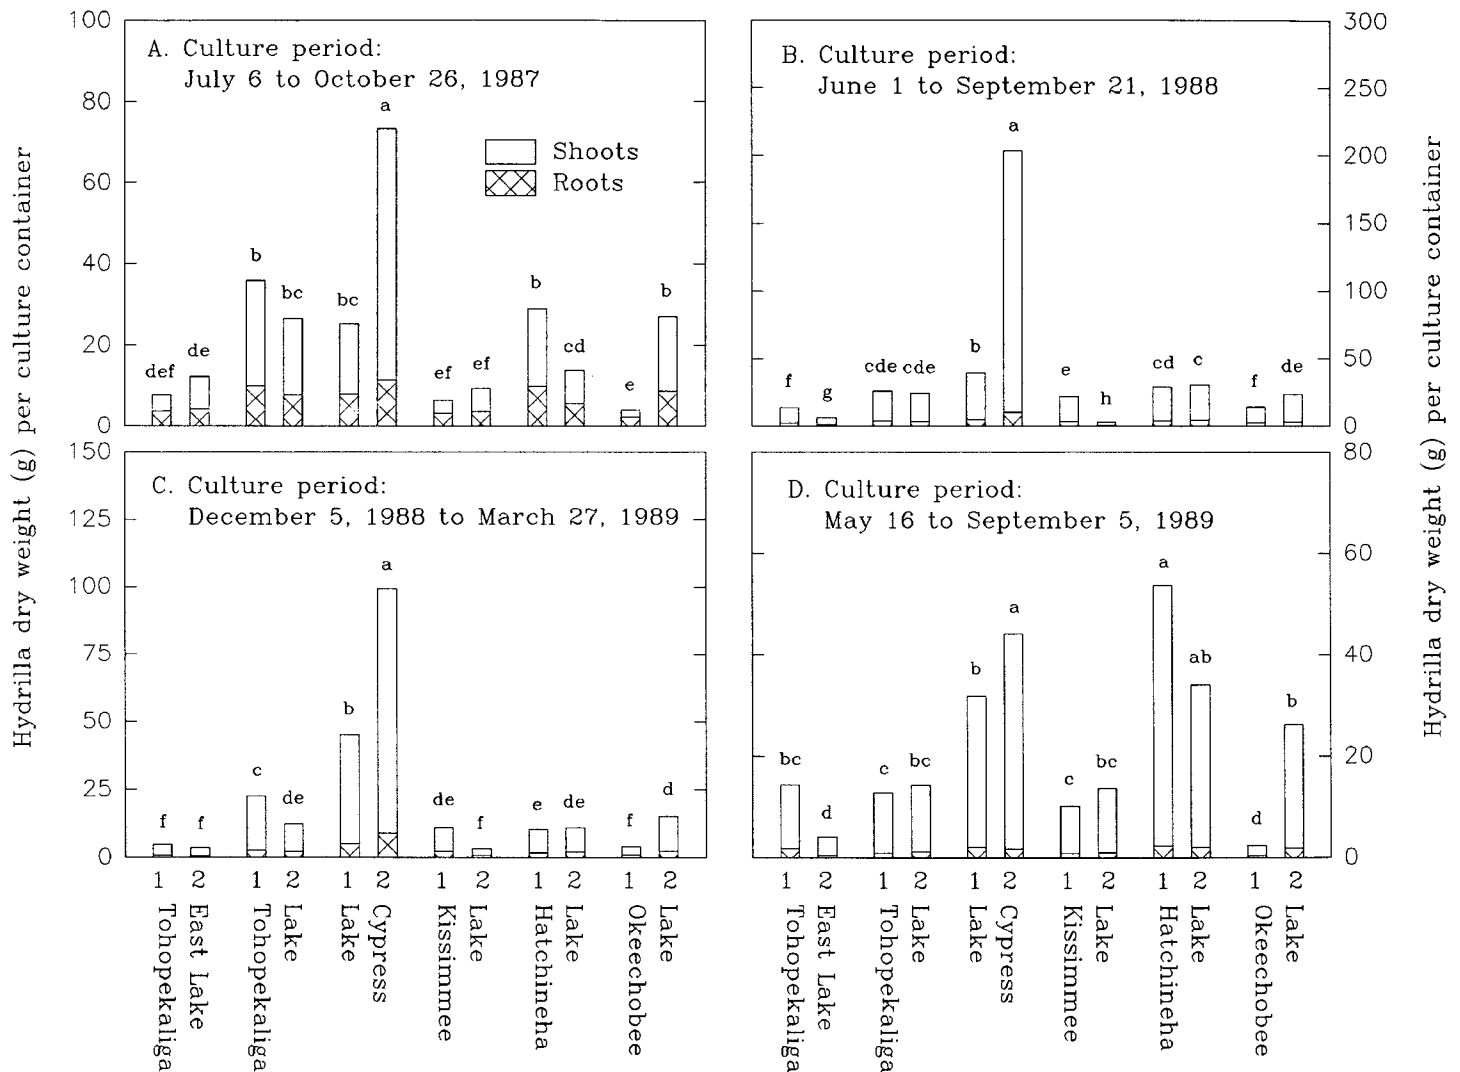 Hydrilla dry weight (g) per culture container
100
80
60
40
20
0
A. Culture period:
July 6 to October 26, 1987
Shoots
Roots
def
de
b
bc
bc
a
ef
ef
b
cd
e
b
B. Culture period:
June 1 to September 21, 1988
f
g
cde
cde
b
a
e
h
cd
c
f
de
300
250
200
150
100
50
0
Hydrilla dry weight (g) per culture container
150
125
100
75
50
25
0
C. Culture period:
December 5, 1988 to March 27, 1989
f
f
c
de
b
a
de
f
e
de
f
d
D. Culture period:
May 16 to September 5, 1989
bc
d
c
bc
b
a
c
bc
a
ab
d
b
80
60
40
20
0
1 2 1 2 1 2 1 2 1 2 1 2
East Lake
Tohopekaliga
Lake
Tohopekaliga
Cypress
Lake
Lake
Kissimmee
Lake
Hatchineha
Lake
Okeechobee
1 2 1 2 1 2 1 2 1 2 1 2
East Lake
Tohopekaliga
Lake
Tohopekaliga
Cypress
Lake
Lake
Kissimmee
Lake
Hatchineha
Lake
Okeechobee